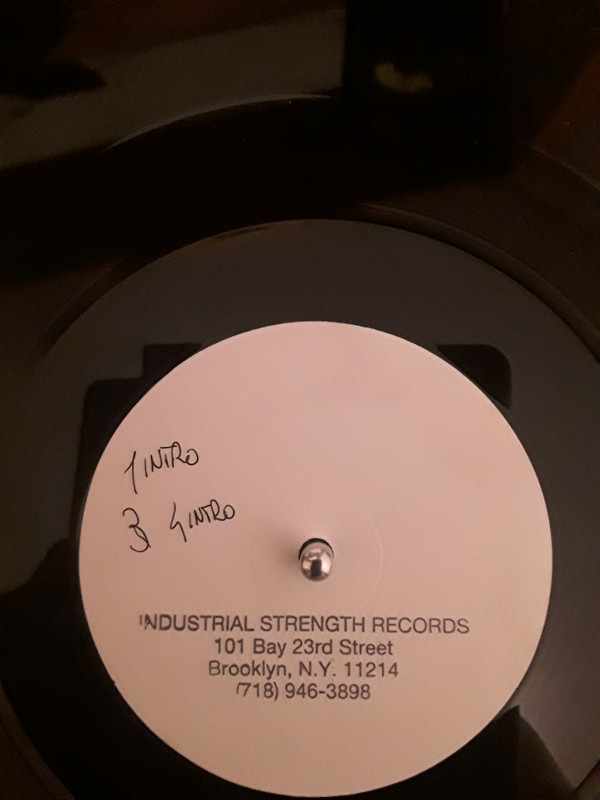 1 INTRO
3 4 INTRO
INDUSTRIAL STRENGTH RECORDS
101 Bay 23rd Street
Brooklyn, N.Y. 11214
(718) 946-3898